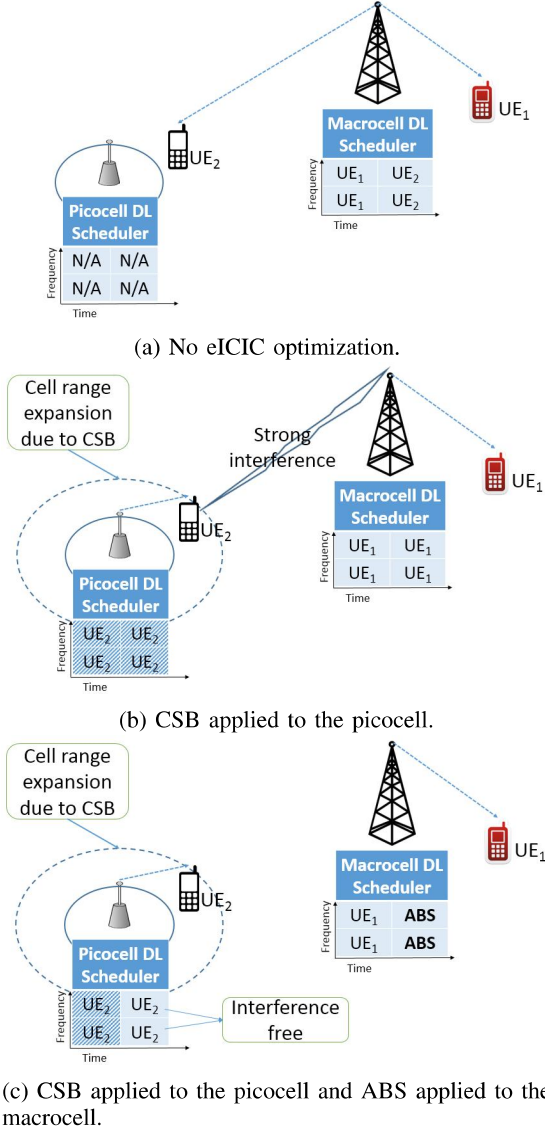 UE1
UE2
Macrocell DL
Scheduler
Frequency
UE1 UE2
UE1 UE2
Time
Picocell DL
Scheduler
Frequency
N/A N/A
N/A N/A
Time
(a) No eICIC optimization.
Cell range
expansion
due to CSB
Strong
interference
UE1
UE2
Macrocell DL
Scheduler
Frequency
UE1 UE1
UE1 UE1
Time
Picocell DL
Scheduler
Frequency
UE2 UE2
UE2 UE2
Time
(b) CSB applied to the picocell.
Cell range
expansion
due to CSB
UE1
UE2
Macrocell DL
Scheduler
Frequency
UE1 ABS
UE1 ABS
Time
Picocell DL
Scheduler
Frequency
UE2 UE2
UE2 UE2
Time
Interference
free
(c) CSB applied to the picocell and ABS applied to the
macrocell.